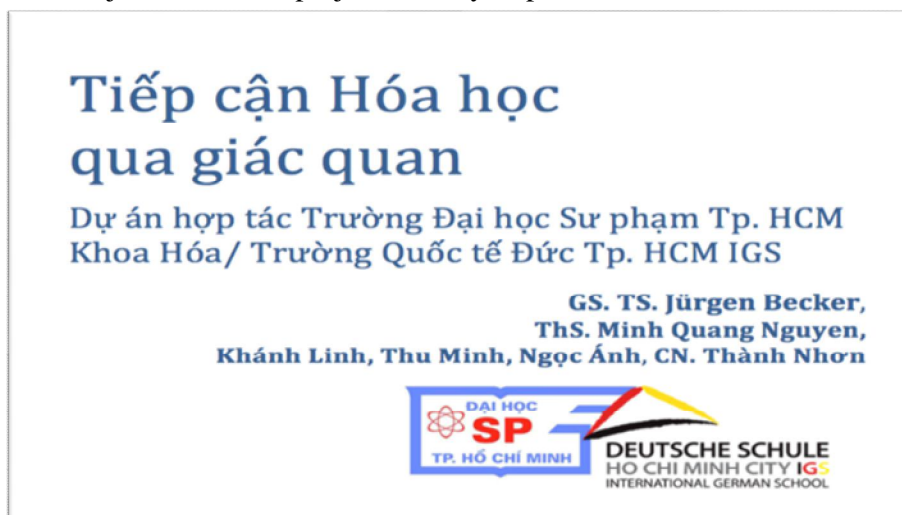 Tiếp cận Hóa học
qua giác quan
Dự án hợp tác Trường Đại học Sư phạm Tp. HCM
Khoa Hóa/ Trường Quốc tế Đức Tp. HCM IGS
GS. TS. Jürgen Becker,
ThS. Minh Quang Nguyen,
Khánh Linh, Thu Minh, Ngọc Ánh, CN. Thành Nhơn
ĐẠI HỌC
SP
TP. HỒ CHÍ MINH
DEUTSCHE SCHULE
HO CHI MINH CITY IGS
INTERNATIONAL GERMAN SCHOOL